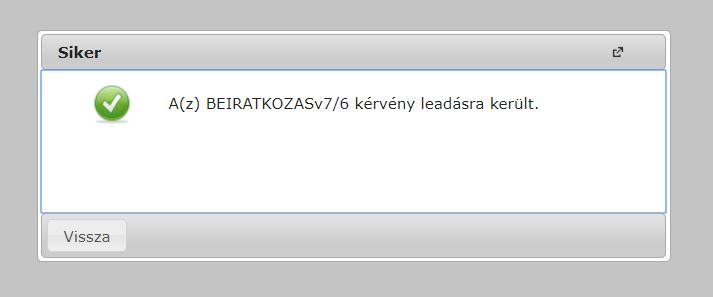 Siker
A(z) BEIRATKOZASv7/6 kérvény leadásra került.
Vissza